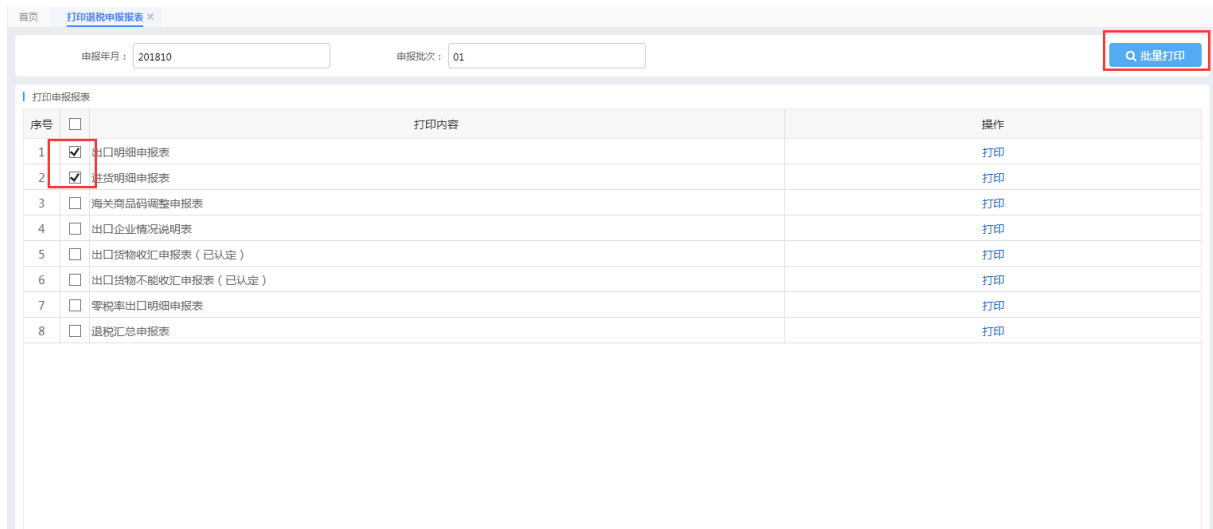 首页 打印退税申报报表 ×
申报年月： 201810 申报批次： 01 批量打印
打印申报报表
序号 打印内容 操作
1 出口明细申报表 打印
2 进货明细申报表 打印
3 海关商品码调整申报表 打印
4 出口企业情况说明表 打印
5 出口货物收汇申报表（已认定） 打印
6 出口货物不能收汇申报表（已认定） 打印
7 零税率出口明细申报表 打印
8 退税汇总申报表 打印